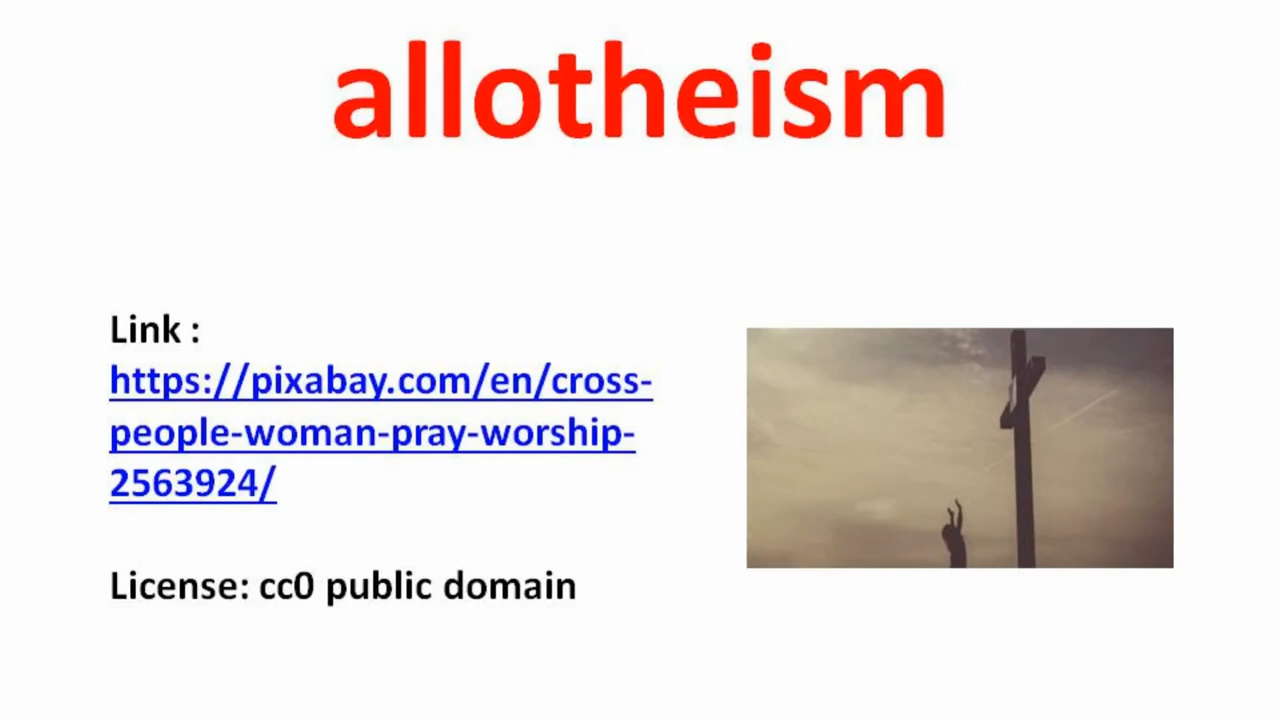 allotheism
Link :
https://pixabay.com/en/cross-
people-woman-pray-worship-
2563924/
License: cc0 public domain